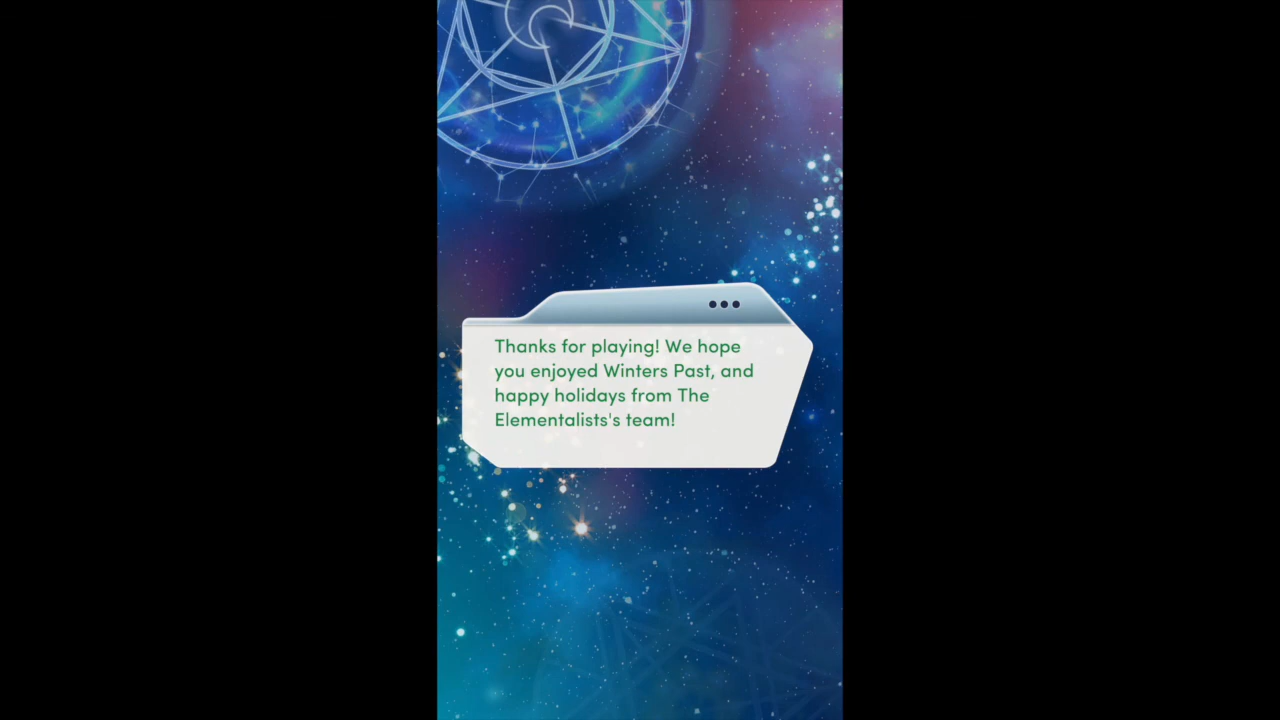 Thanks for playing! We hope
you enjoyed Winters Past, and
happy holidays from The
Elementalists's team!